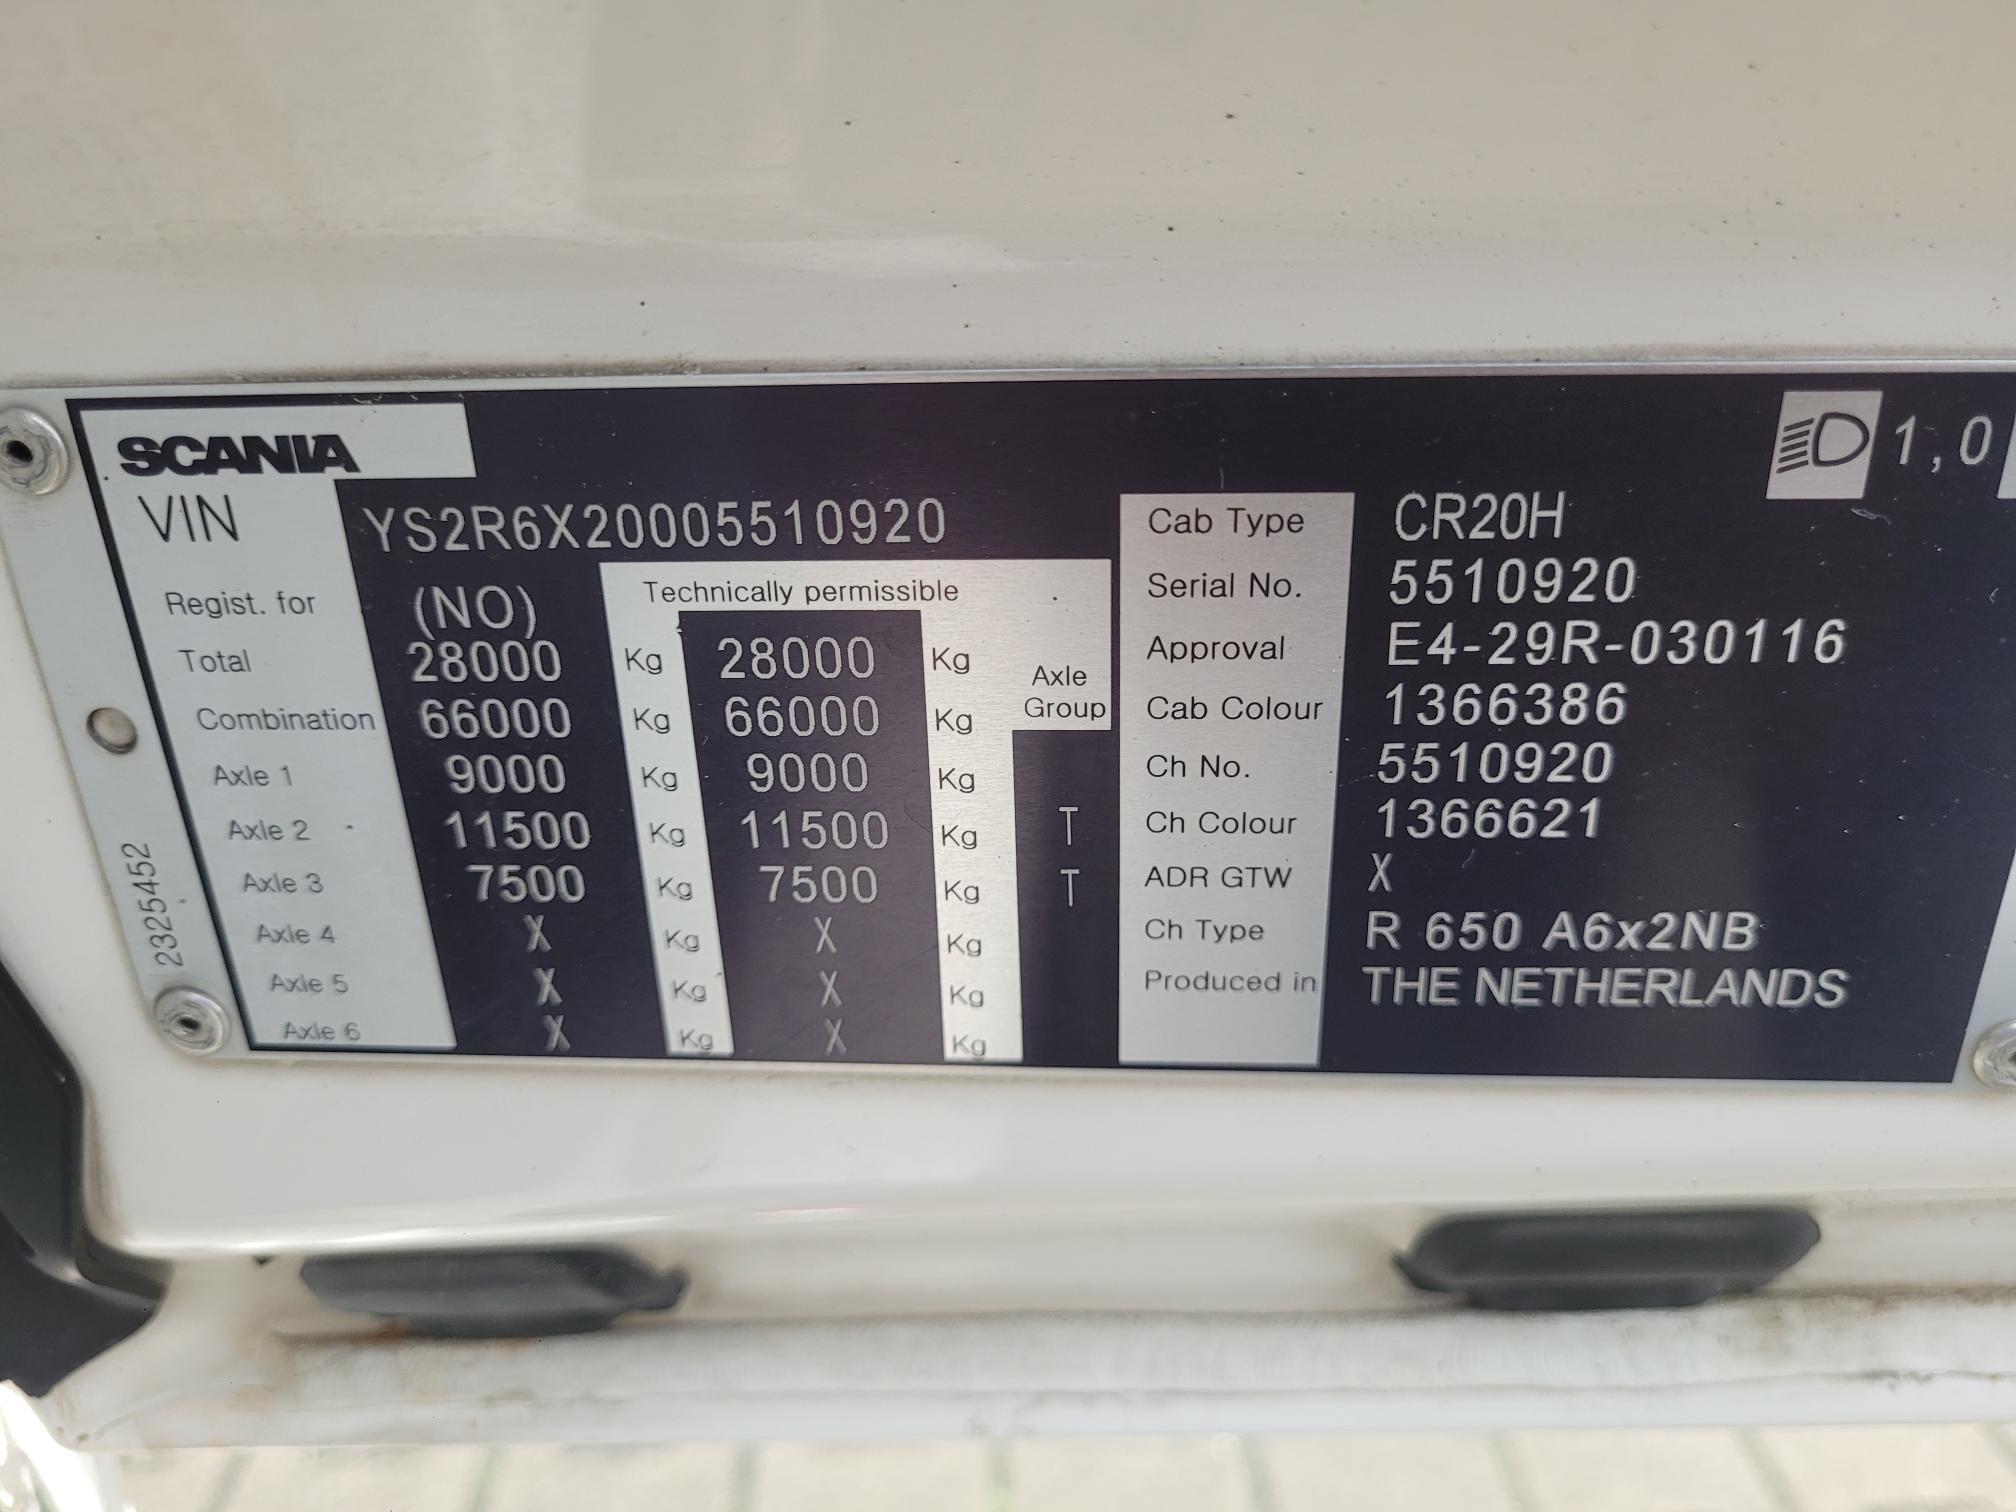 SCANIA
1,0
VIN YS2R6X20005510920
Regist. for (NO) Technically permissible
Total 28000 Kg 28000 Kg
Axle Group
Combination 66000 Kg 66000 Kg
Axle 1 9000 Kg 9000 Kg
Axle 2 11500 Kg 11500 Kg T
Axle 3 7500 Kg 7500 Kg T
Axle 4 X Kg X Kg
Axle 5 X Kg X Kg
Axle 6 X Kg X Kg
2325452
Cab Type CR20H
Serial No. 5510920
Approval E4-29R-030116
Cab Colour 1366386
Ch No. 5510920
Ch Colour 1366621
ADR GTW X
Ch Type R 650 A6x2NB
Produced in THE NETHERLANDS